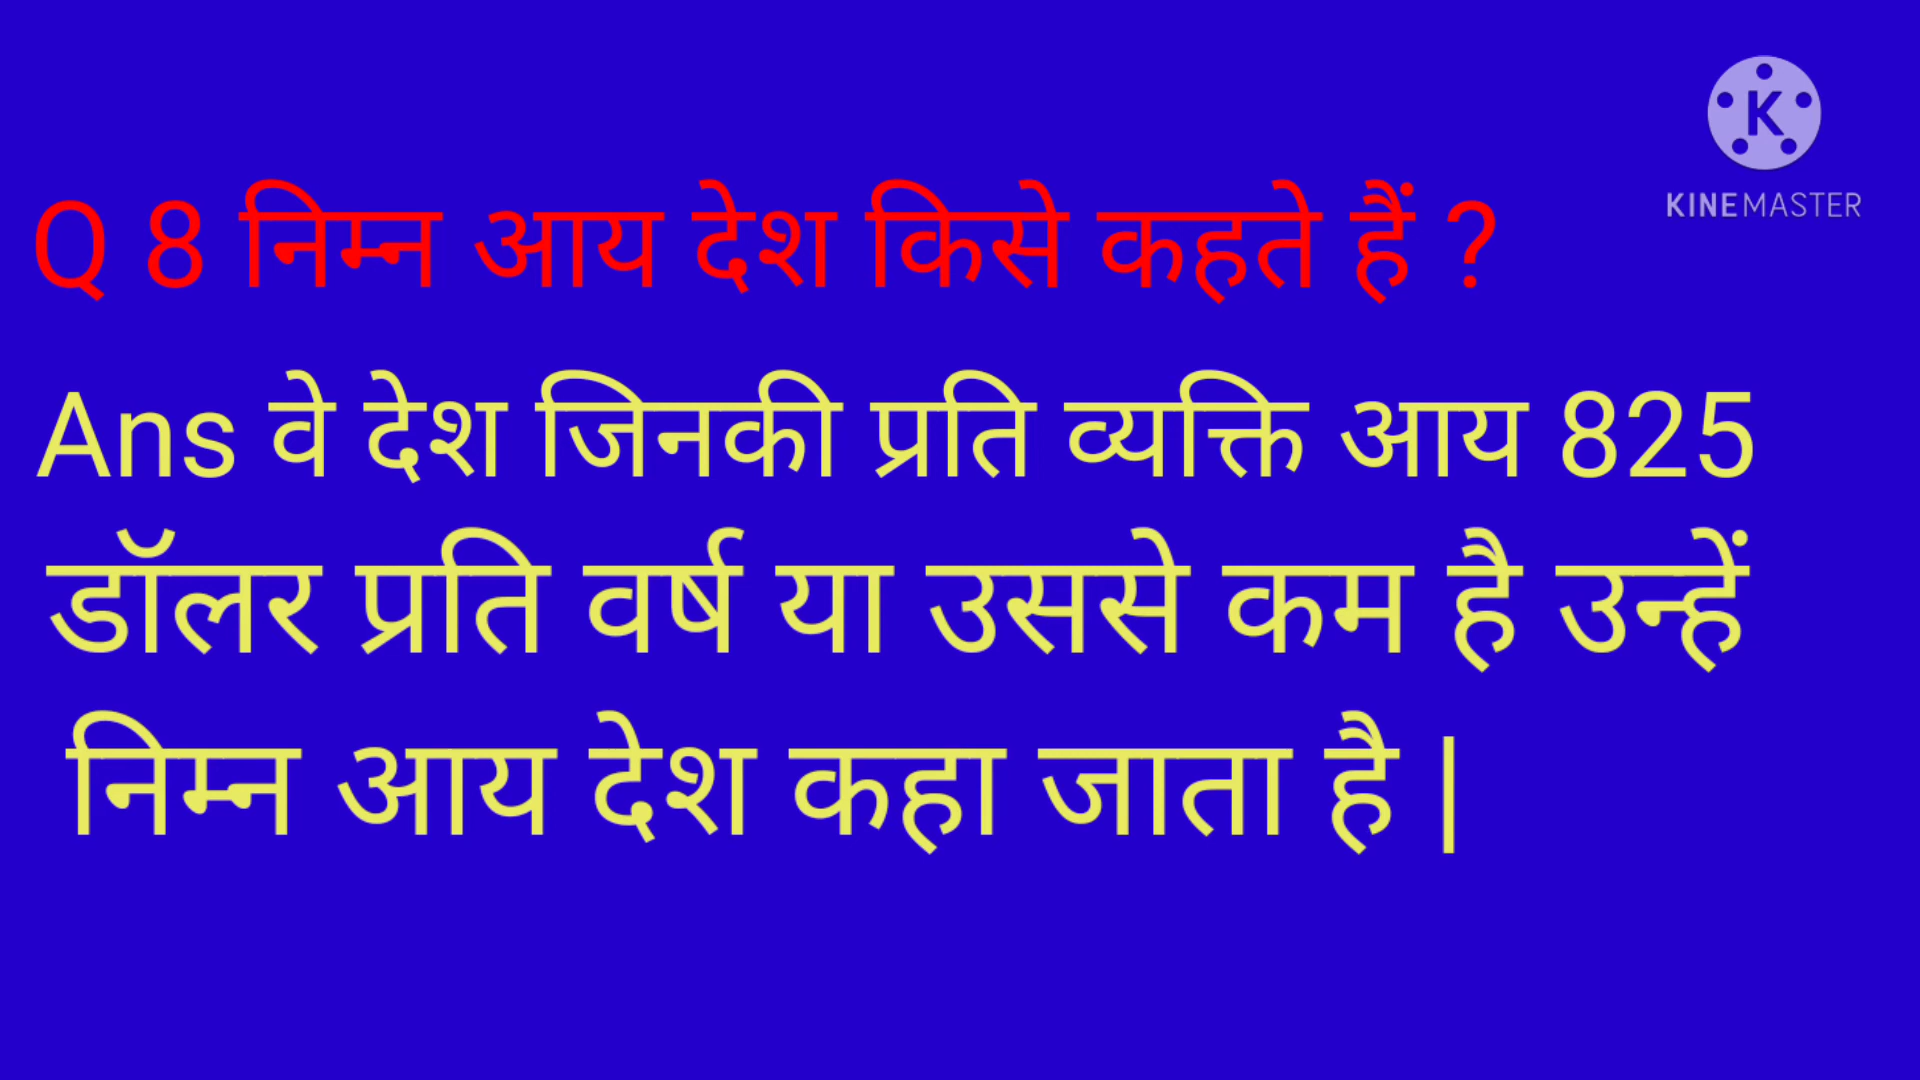 K
KINEMASTER
Q 8 निम्न आय देश किसे कहते हैं ?
Ans वे देश जिनकी प्रति व्यक्ति आय 825
डॉलर प्रति वर्ष या उससे कम है उन्हें
निम्न आय देश कहा जाता है |